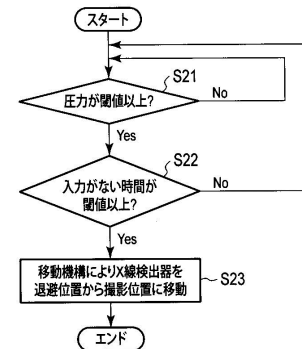 スタート
S21
圧力が閾値以上?
No
Yes
S22
入力がない時間が
閾値以上?
No
Yes
移動機構によりX線検出器を
退避位置から撮影位置に移動
S23
エンド